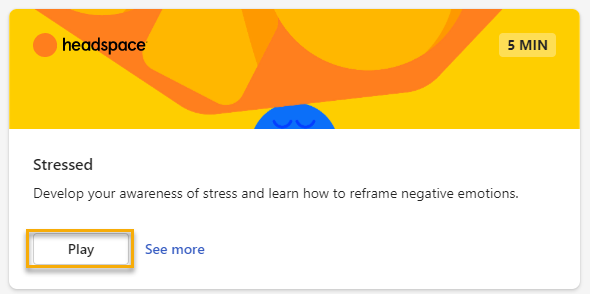 headspace
5 MIN
Stressed
Develop your awareness of stress and learn how to reframe negative emotions.
Play
See more